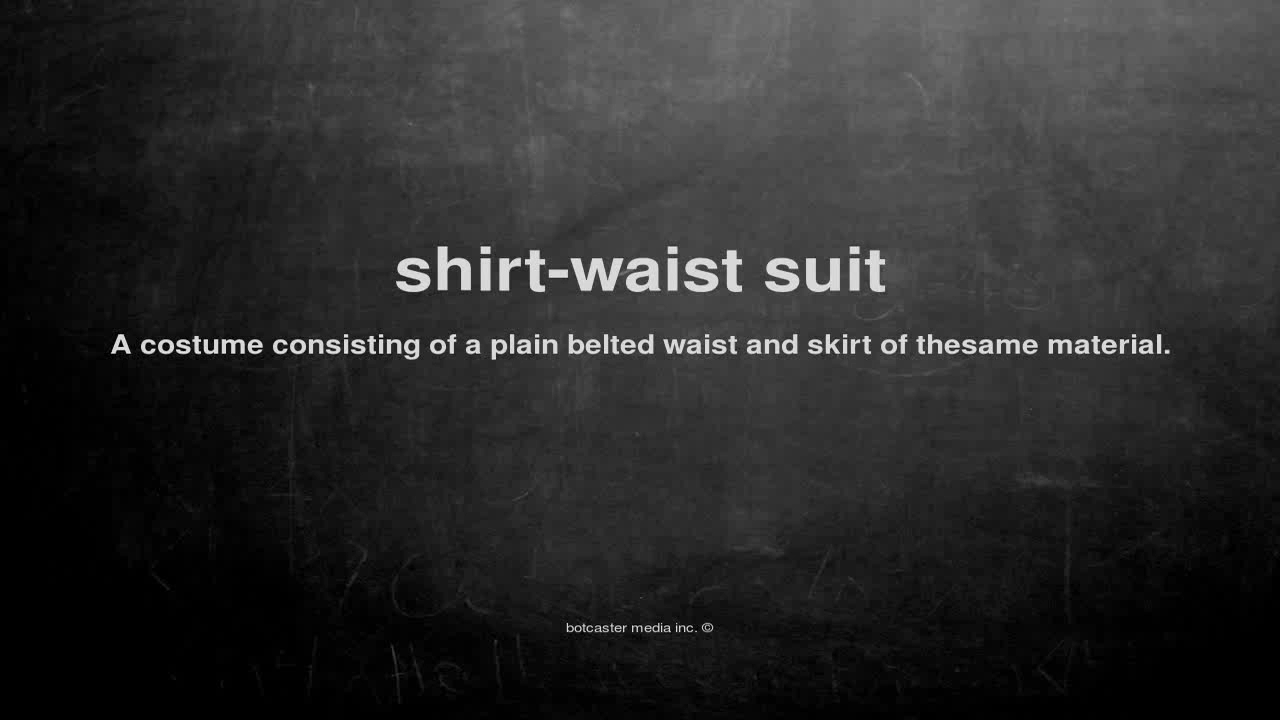 shirt-waist suit
A costume consisting of a plain belted waist and skirt of thesame material.
botcaster media inc. ©